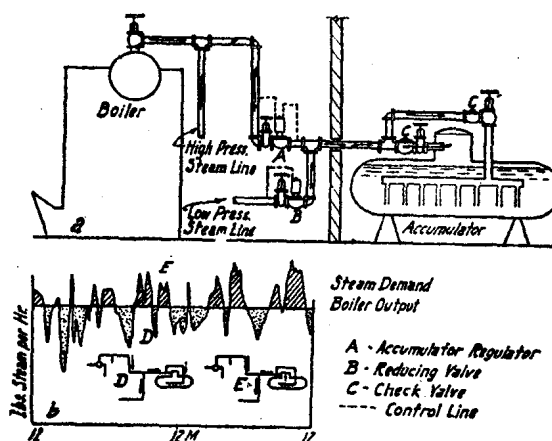 Boiler
High Press.
Steam Line
A
Low Press.
Steam Line
B
C
C
Accumulator
a
E
D
D
E
Lbs. Steam per Hr.
b
12
12M
12
Steam Demand
Boiler Output
A - Accumulator Regulator
B - Reducing Valve
C - Check Valve
Control Line